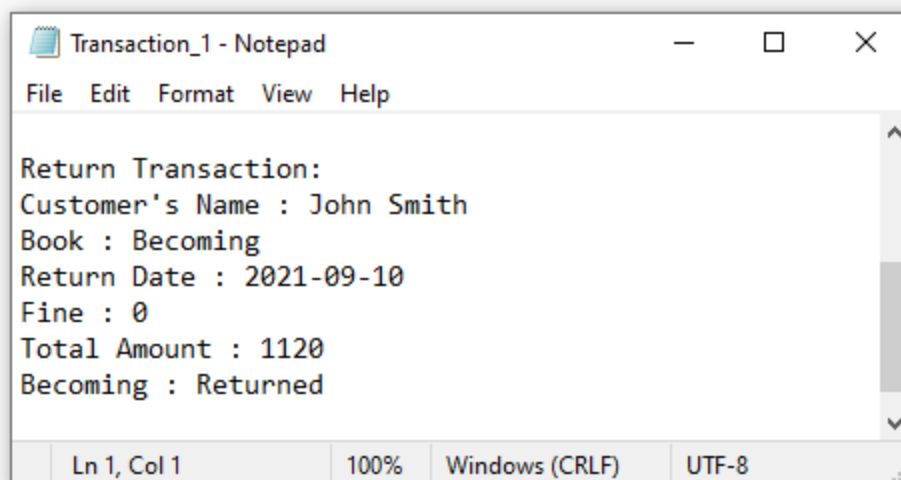 Transaction_1 - Notepad
File Edit Format View Help
Return Transaction:
Customer's Name : John Smith
Book : Becoming
Return Date : 2021-09-10
Fine : 0
Total Amount : 1120
Becoming : Returned
Ln 1, Col 1 100% Windows (CRLF) UTF-8